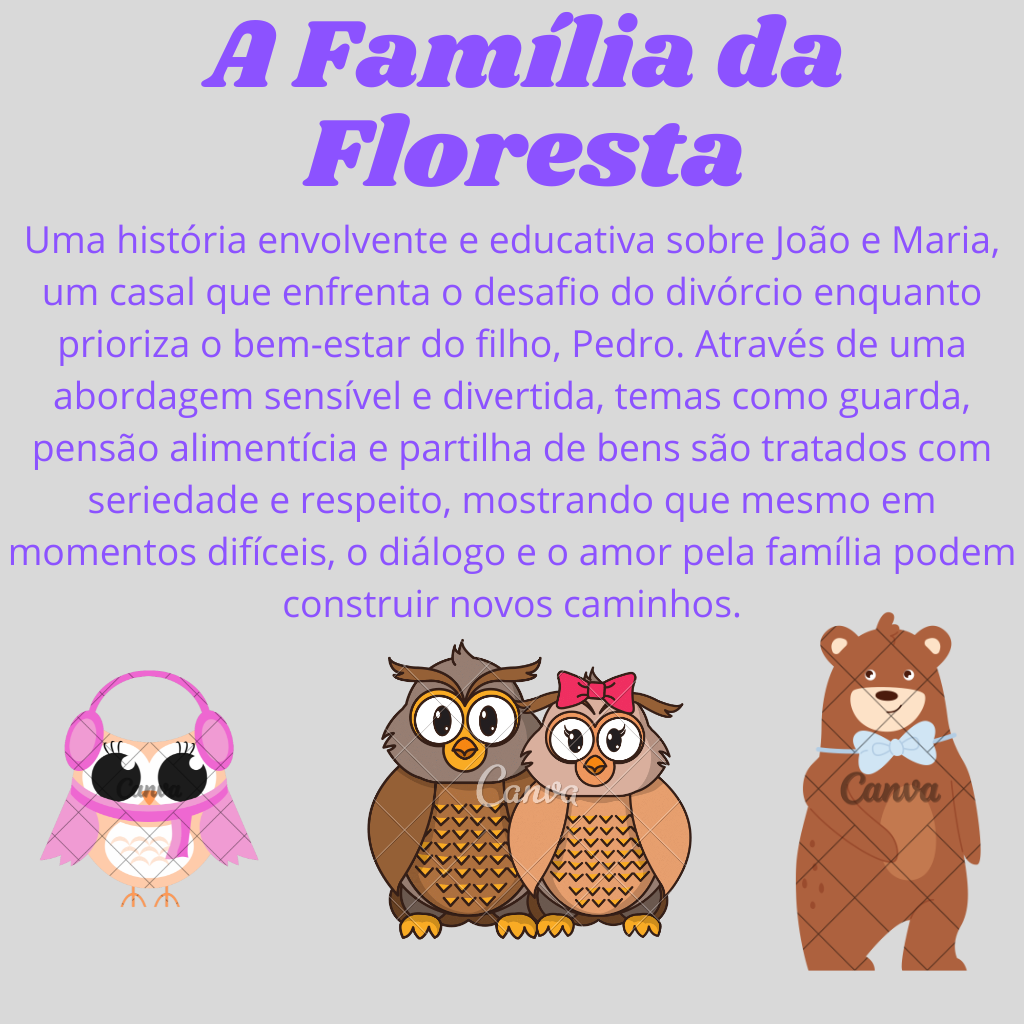 A Família da
Floresta
Uma história envolvente e educativa sobre João e Maria,
um casal que enfrenta o desafio do divórcio enquanto
prioriza o bem-estar do filho, Pedro. Através de uma
abordagem sensível e divertida, temas como guarda,
pensão alimentícia e partilha de bens são tratados com
seriedade e respeito, mostrando que mesmo em
momentos difíceis, o diálogo e o amor pela família podem
construir novos caminhos.
Canva
Canva
Canva